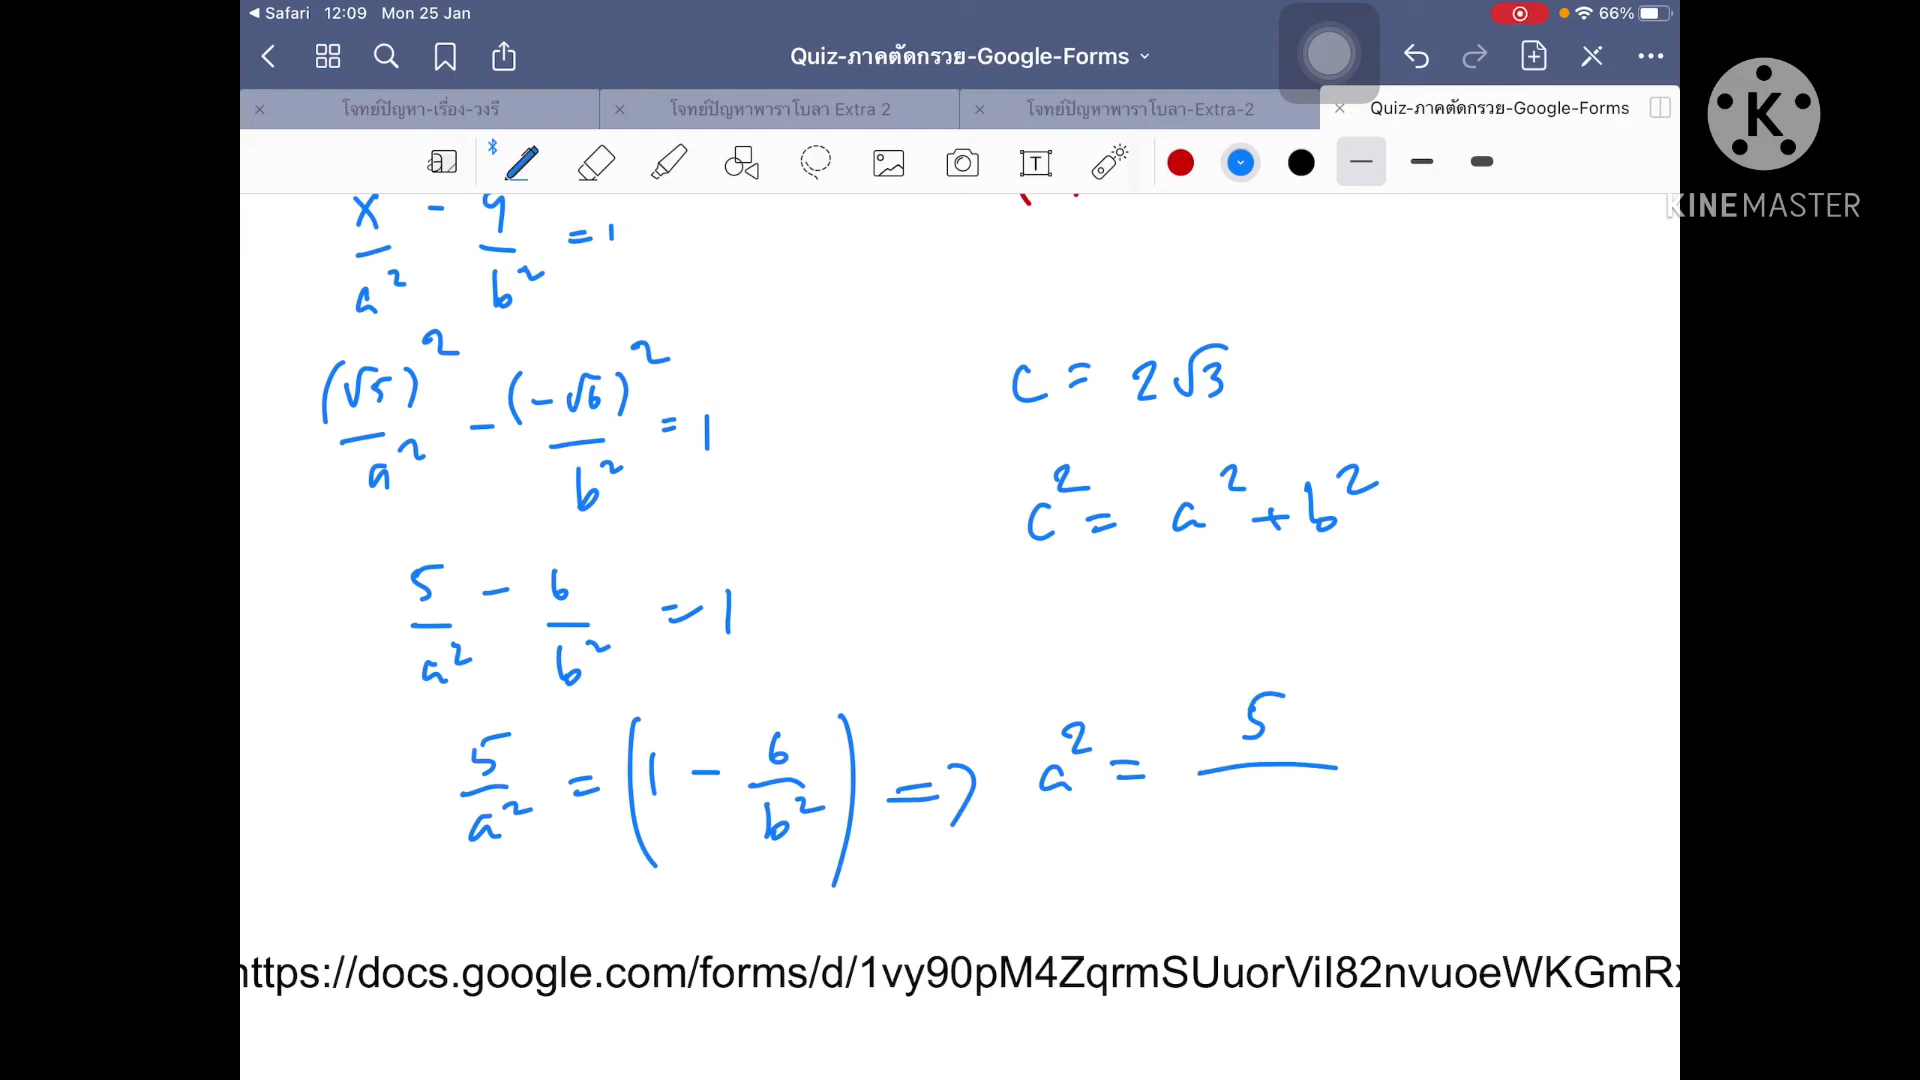 Safari 12:09 Mon 25 Jan 66%
Quiz-ภาคตัดกรวย-Google-Forms
โจทย์ปัญหา-เรื่อง-วงรี โจทย์ปัญหาพาราโบลา Extra 2 โจทย์ปัญหาพาราโบลา-Extra-2 Quiz-ภาคตัดกรวย-Google-Forms
K
KINEMASTER
x/a² - y/b² = 1
(√5)²/a² - (-√6)²/b² = 1
c = 2√3
c² = a² + b²
5/a² - 6/b² = 1
5/a² = (1 - 6/b²) => a² = 5/
https://docs.google.com/forms/d/1vy90pM4ZqrmSUuorViI82nvuoeWKGmRx